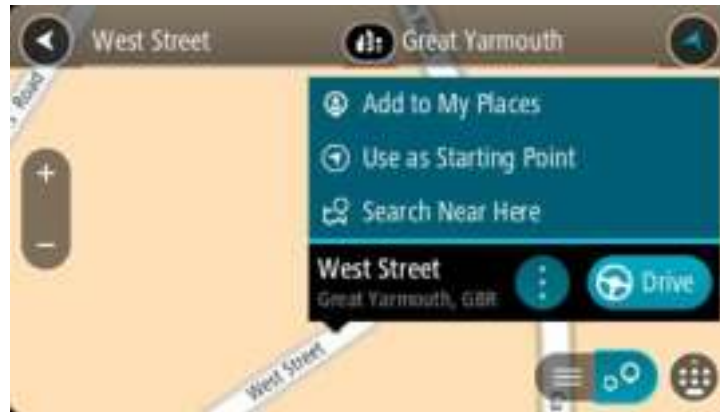 West Street
Great Yarmouth
Road
Add to My Places
Use as Starting Point
Search Near Here
West Street
Great Yarmouth, GBR
Drive
West Street